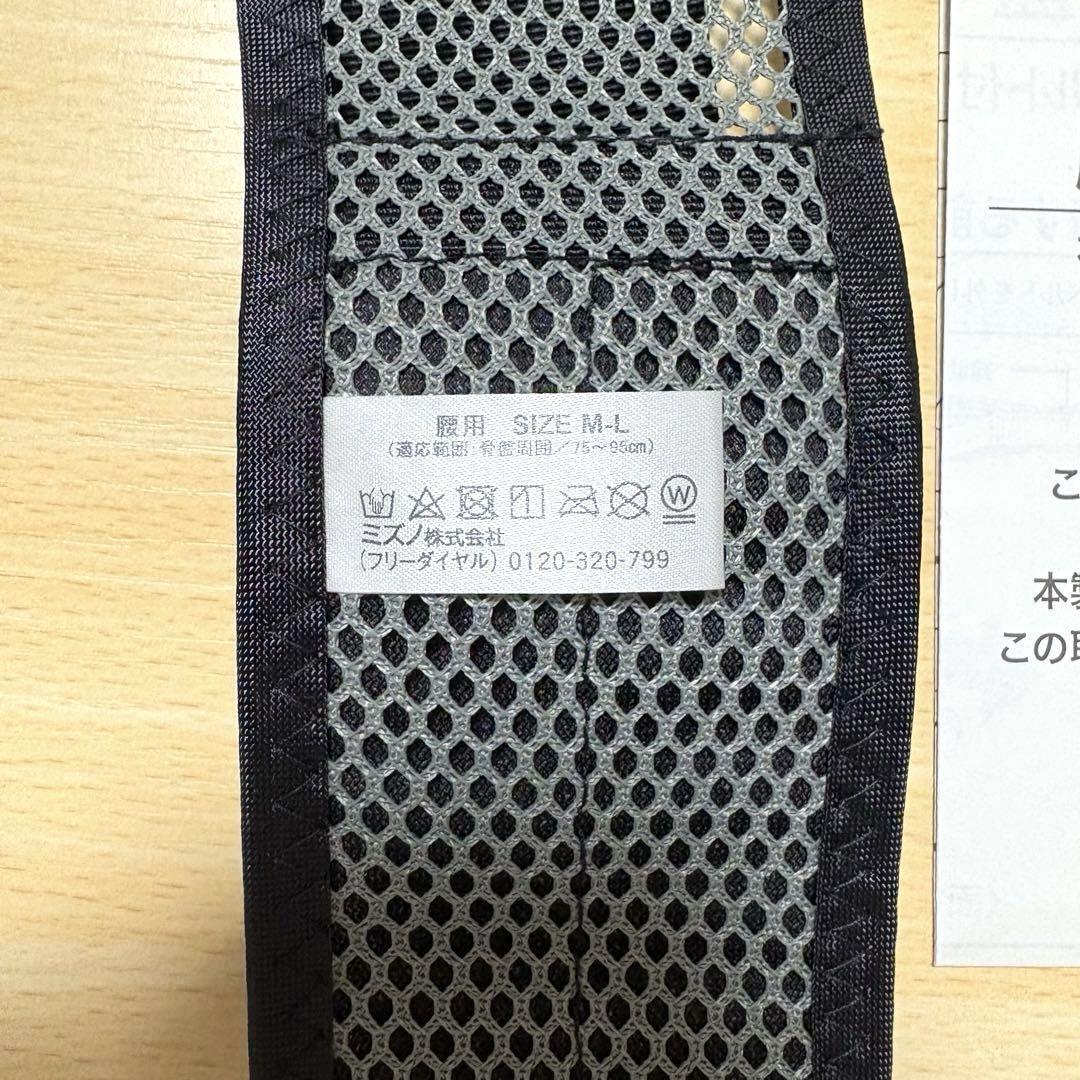 腰用 SIZE M-L
(適応範囲:骨盤周囲/75~95cm)
W
ミズノ株式会社
(フリーダイヤル) 0120-320-799
こ
本製
この取